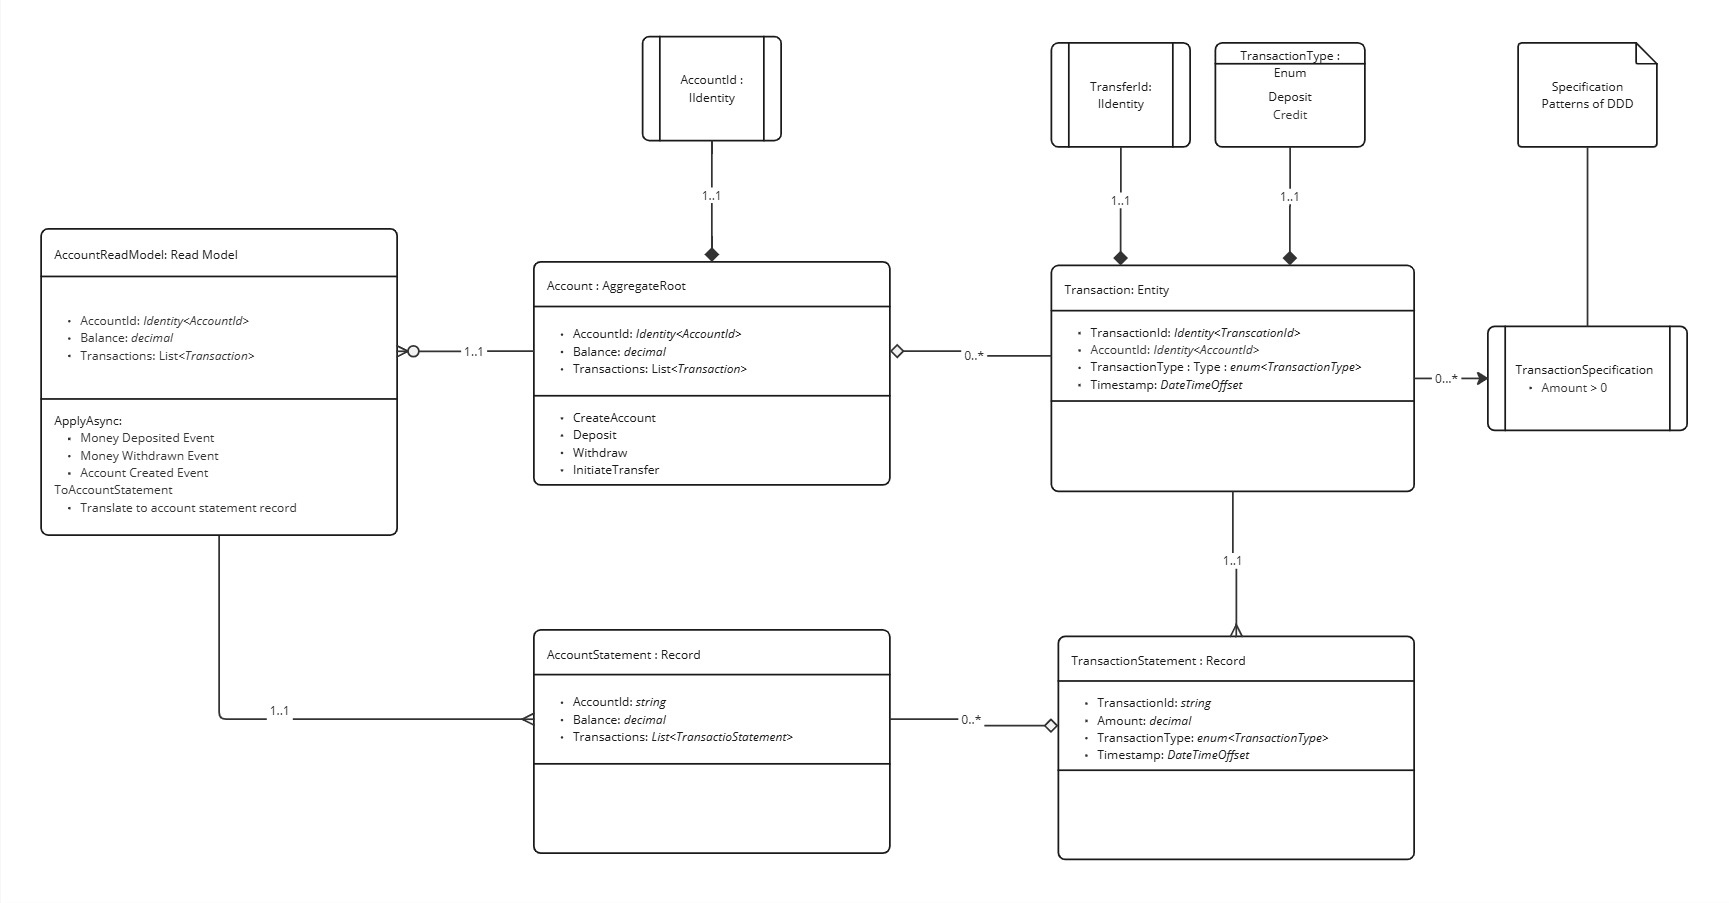 AccountId :
IIdentity
TransferId:
IIdentity
TransactionType :
Enum
Deposit
Credit
Specification
Patterns of DDD
1..1
1..1
1..1
AccountReadModel: Read Model
• AccountId: Identity<AccountId>
• Balance: decimal
• Transactions: List<Transaction>
ApplyAsync:
• Money Deposited Event
• Money Withdrawn Event
• Account Created Event
ToAccountStatement
• Translate to account statement record
1..1
Account : AggregateRoot
• AccountId: Identity<AccountId>
• Balance: decimal
• Transactions: List<Transaction>
• CreateAccount
• Deposit
• Withdraw
• InitiateTransfer
0..*
Transaction: Entity
• TransactionId: Identity<TranscationId>
• AccountId: Identity<AccountId>
• TransactionType : Type : enum<TransactionType>
• Timestamp: DateTimeOffset
0...*
TransactionSpecification
• Amount > 0
1..1
1..1
AccountStatement : Record
• AccountId: string
• Balance: decimal
• Transactions: List<TransactioStatement>
0..*
TransactionStatement : Record
• TransactionId: string
• Amount: decimal
• TransactionType: enum<TransactionType>
• Timestamp: DateTimeOffset